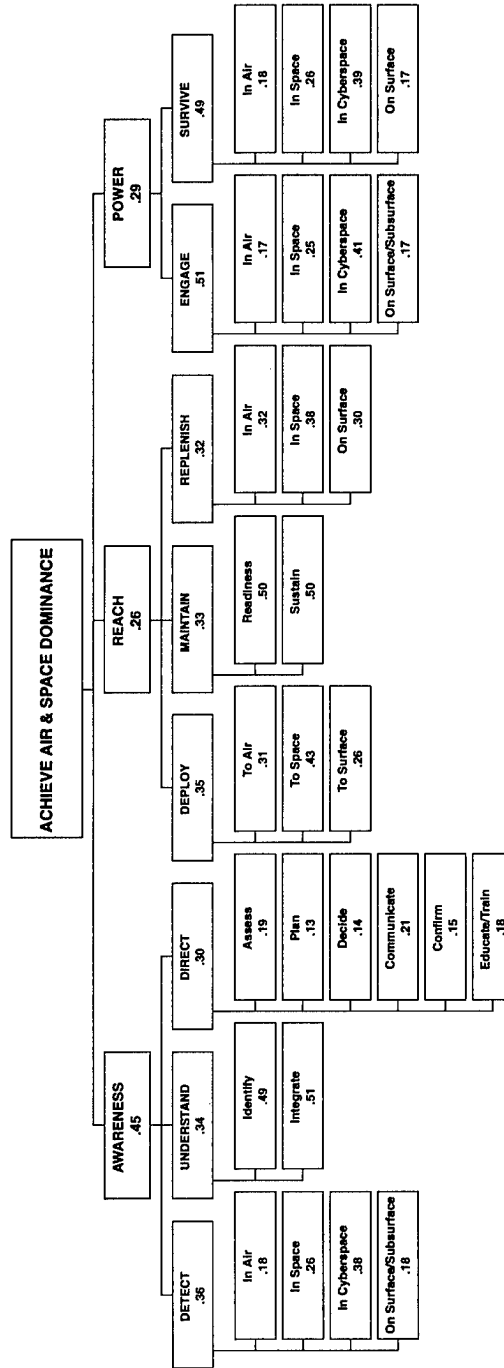 ACHIEVE AIR & SPACE DOMINANCE
AWARENESS
.45
DETECT
.36
In Air
.18
In Space
.26
In Cyberspace
.38
On Surface/Subsurface
.18
UNDERSTAND
.34
Identify
.49
Integrate
.51
DIRECT
.30
Assess
.19
Plan
.13
Decide
.14
Communicate
.21
Confirm
.15
Educate/Train
.18
REACH
.26
DEPLOY
.35
To Air
.31
To Space
.43
To Surface
.26
MAINTAIN
.33
Readiness
.50
Sustain
.50
REPLENISH
.32
In Air
.32
In Space
.38
On Surface
.30
POWER
.29
ENGAGE
.51
In Air
.17
In Space
.25
In Cyberspace
.41
On Surface/Subsurface
.17
SURVIVE
.49
In Air
.18
In Space
.26
In Cyberspace
.39
On Surface
.17